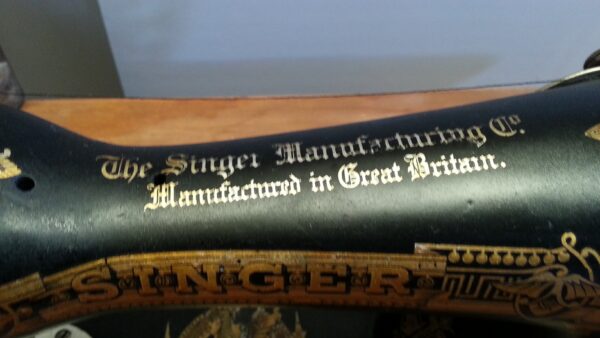 The Singer Manufacturing Co.
Manufactured in Great Britain.
SINGER